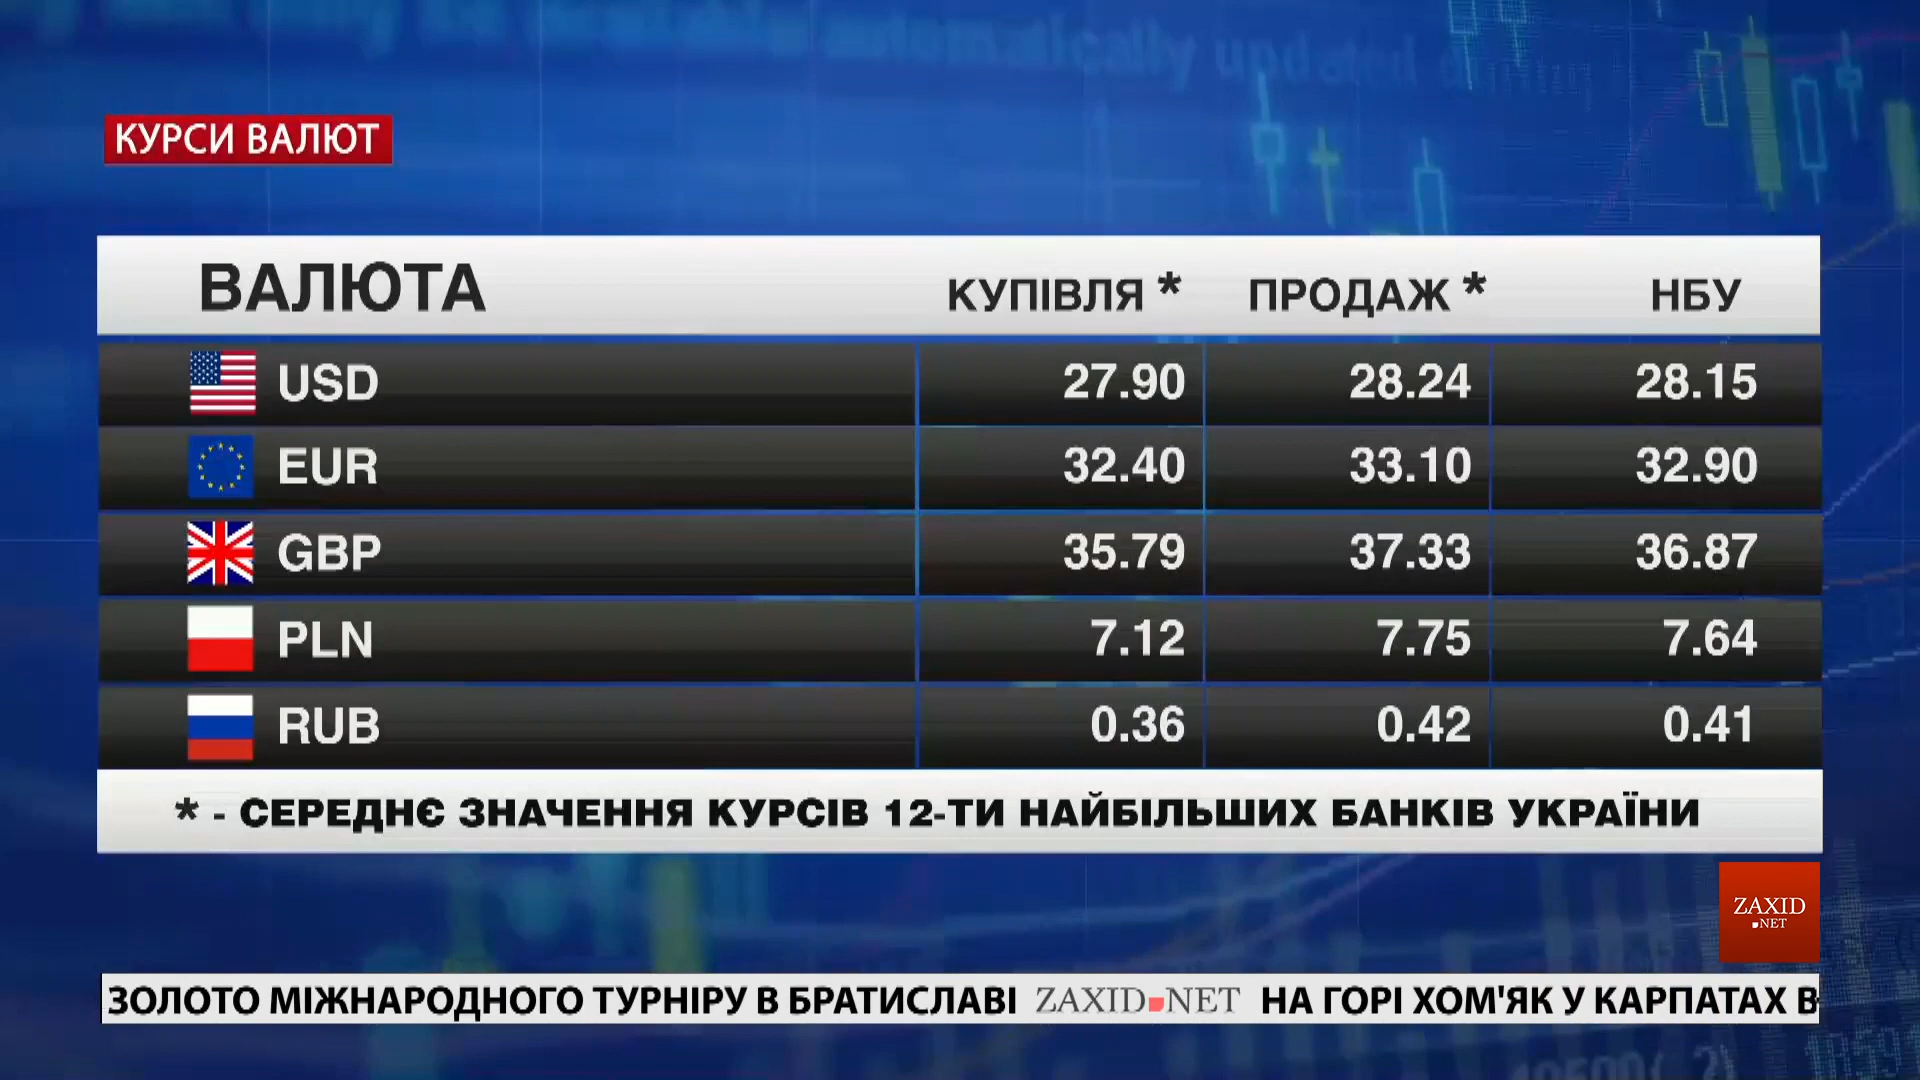 automatically updated
КУРСИ ВАЛЮТ
ВАЛЮТА КУПІВЛЯ * ПРОДАЖ * НБУ
USD 27.90 28.24 28.15
EUR 32.40 33.10 32.90
GBP 35.79 37.33 36.87
PLN 7.12 7.75 7.64
RUB 0.36 0.42 0.41
* - СЕРЕДНЄ ЗНАЧЕННЯ КУРСІВ 12-ТИ НАЙБІЛЬШИХ БАНКІВ УКРАЇНИ
ZAXID
.NET
ЗОЛОТО МІЖНАРОДНОГО ТУРНІРУ В БРАТИСЛАВІ ZAXID.NET НА ГОРІ ХОМ'ЯК У КАРПАТАХ В